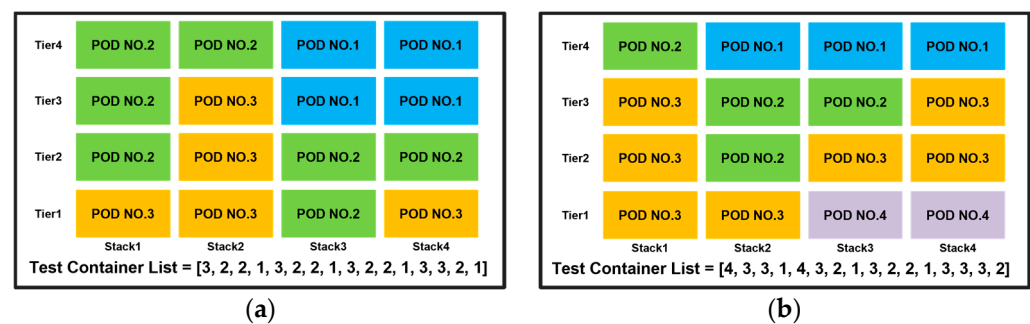 Tier4 POD NO.2 POD NO.2 POD NO.1 POD NO.1
Tier3 POD NO.2 POD NO.3 POD NO.1 POD NO.1
Tier2 POD NO.2 POD NO.3 POD NO.2 POD NO.2
Tier1 POD NO.3 POD NO.3 POD NO.2 POD NO.3
Stack1 Stack2 Stack3 Stack4
Test Container List = [3, 2, 2, 1, 3, 2, 2, 1, 3, 2, 2, 1, 3, 3, 2, 1]
(a)
Tier4 POD NO.2 POD NO.1 POD NO.1 POD NO.1
Tier3 POD NO.3 POD NO.2 POD NO.2 POD NO.3
Tier2 POD NO.3 POD NO.2 POD NO.3 POD NO.3
Tier1 POD NO.3 POD NO.3 POD NO.4 POD NO.4
Stack1 Stack2 Stack3 Stack4
Test Container List = [4, 3, 3, 1, 4, 3, 2, 1, 3, 2, 2, 1, 3, 3, 3, 2]
(b)